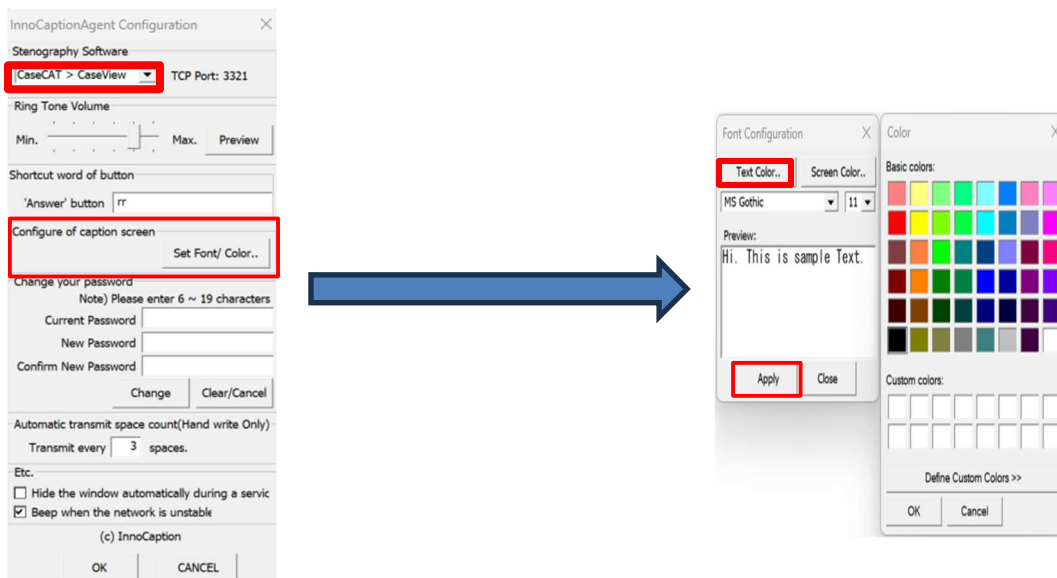 InnoCaptionAgent Configuration
Stenography Software
CaseCAT > CaseView TCP Port: 3321
Ring Tone Volume
Min. Max. Preview
Shortcut word of button
'Answer' button rr
Configure of caption screen
Set Font/ Color..
Change your password
Note) Please enter 6 ~ 19 characters
Current Password
New Password
Confirm New Password
Change Clear/Cancel
Automatic transmit space count(Hand write Only)
Transmit every 3 spaces.
Etc.
Hide the window automatically during a servic
Beep when the network is unstable
(c) InnoCaption
OK CANCEL
Font Configuration
Text Color.. Screen Color..
MS Gothic 11
Preview:
Hi. This is sample Text.
Apply Close
Color
Basic colors:
Custom colors:
Define Custom Colors >>
OK Cancel